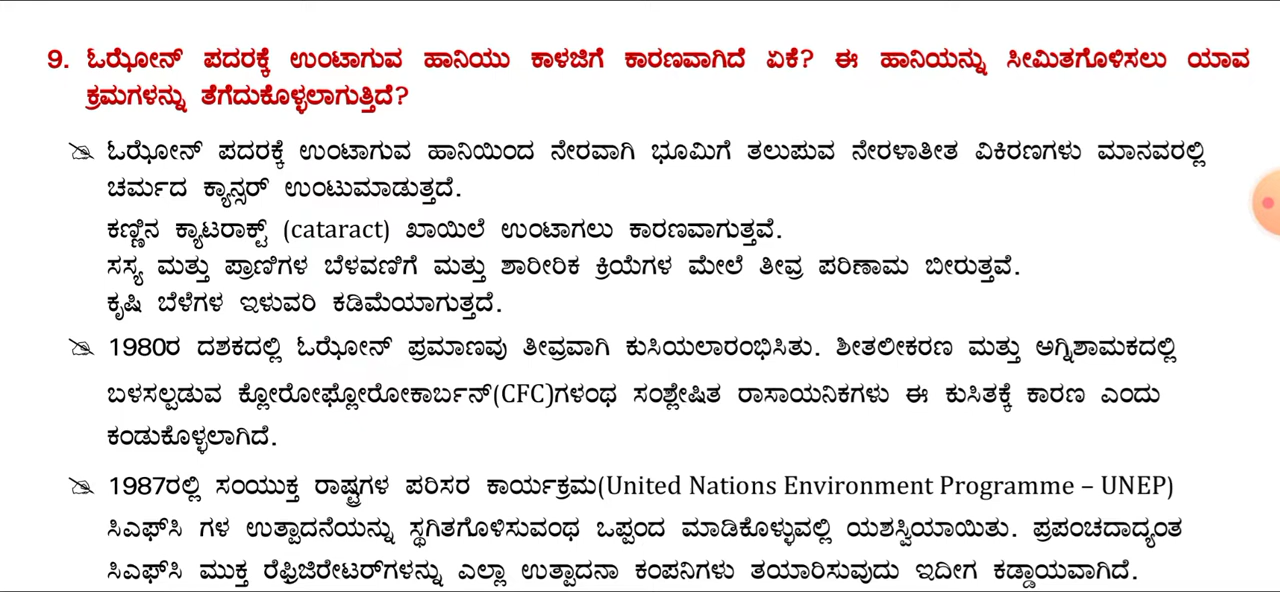 9. ಓಝೋನ್ ಪದರಕ್ಕೆ ಉಂಟಾಗುವ ಹಾನಿಯು ಕಾಳಜಿಗೆ ಕಾರಣವಾಗಿದೆ ಏಕೆ? ಈ ಹಾನಿಯನ್ನು ಸೀಮಿತಗೊಳಿಸಲು ಯಾವ
ಕ್ರಮಗಳನ್ನು ತೆಗೆದುಕೊಳ್ಳಲಾಗುತ್ತಿದೆ?
ಓಝೋನ್ ಪದರಕ್ಕೆ ಉಂಟಾಗುವ ಹಾನಿಯಿಂದ ನೇರವಾಗಿ ಭೂಮಿಗೆ ತಲುಪುವ ನೇರಳಾತೀತ ವಿಕಿರಣಗಳು ಮಾನವರಲ್ಲಿ
ಚರ್ಮದ ಕ್ಯಾನ್ಸರ್ ಉಂಟುಮಾಡುತ್ತದೆ.
ಕಣ್ಣಿನ ಕ್ಯಾಟರಾಕ್ಟ್ (cataract) ಖಾಯಿಲೆ ಉಂಟಾಗಲು ಕಾರಣವಾಗುತ್ತವೆ.
ಸಸ್ಯ ಮತ್ತು ಪ್ರಾಣಿಗಳ ಬೆಳವಣಿಗೆ ಮತ್ತು ಶಾರೀರಿಕ ಕ್ರಿಯೆಗಳ ಮೇಲೆ ತೀವ್ರ ಪರಿಣಾಮ ಬೀರುತ್ತವೆ.
ಕೃಷಿ ಬೆಳೆಗಳ ಇಳುವರಿ ಕಡಿಮೆಯಾಗುತ್ತದೆ.
1980ರ ದಶಕದಲ್ಲಿ ಓಝೋನ್ ಪ್ರಮಾಣವು ತೀವ್ರವಾಗಿ ಕುಸಿಯಲಾರಂಭಿಸಿತು. ಶೀತಲೀಕರಣ ಮತ್ತು ಅಗ್ನಿಶಾಮಕದಲ್ಲಿ
ಬಳಸಲ್ಪಡುವ ಕ್ಲೋರೋಫ್ಲೋರೋಕಾರ್ಬನ್(CFC)ಗಳಂಥ ಸಂಶ್ಲೇಷಿತ ರಾಸಾಯನಿಕಗಳು ಈ ಕುಸಿತಕ್ಕೆ ಕಾರಣ ಎಂದು
ಕಂಡುಕೊಳ್ಳಲಾಗಿದೆ.
1987ರಲ್ಲಿ ಸಂಯುಕ್ತ ರಾಷ್ಟ್ರಗಳ ಪರಿಸರ ಕಾರ್ಯಕ್ರಮ(United Nations Environment Programme – UNEP)
ಸಿಎಫ್‌ಸಿ ಗಳ ಉತ್ಪಾದನೆಯನ್ನು ಸ್ಥಗಿತಗೊಳಿಸುವಂಥ ಒಪ್ಪಂದ ಮಾಡಿಕೊಳ್ಳುವಲ್ಲಿ ಯಶಸ್ವಿಯಾಯಿತು. ಪ್ರಪಂಚದಾದ್ಯಂತ
ಸಿಎಫ್‌ಸಿ ಮುಕ್ತ ರೆಫ್ರಿಜಿರೇಟರ್‌ಗಳನ್ನು ಎಲ್ಲಾ ಉತ್ಪಾದನಾ ಕಂಪನಿಗಳು ತಯಾರಿಸುವುದು ಇದೀಗ ಕಡ್ಡಾಯವಾಗಿದೆ.